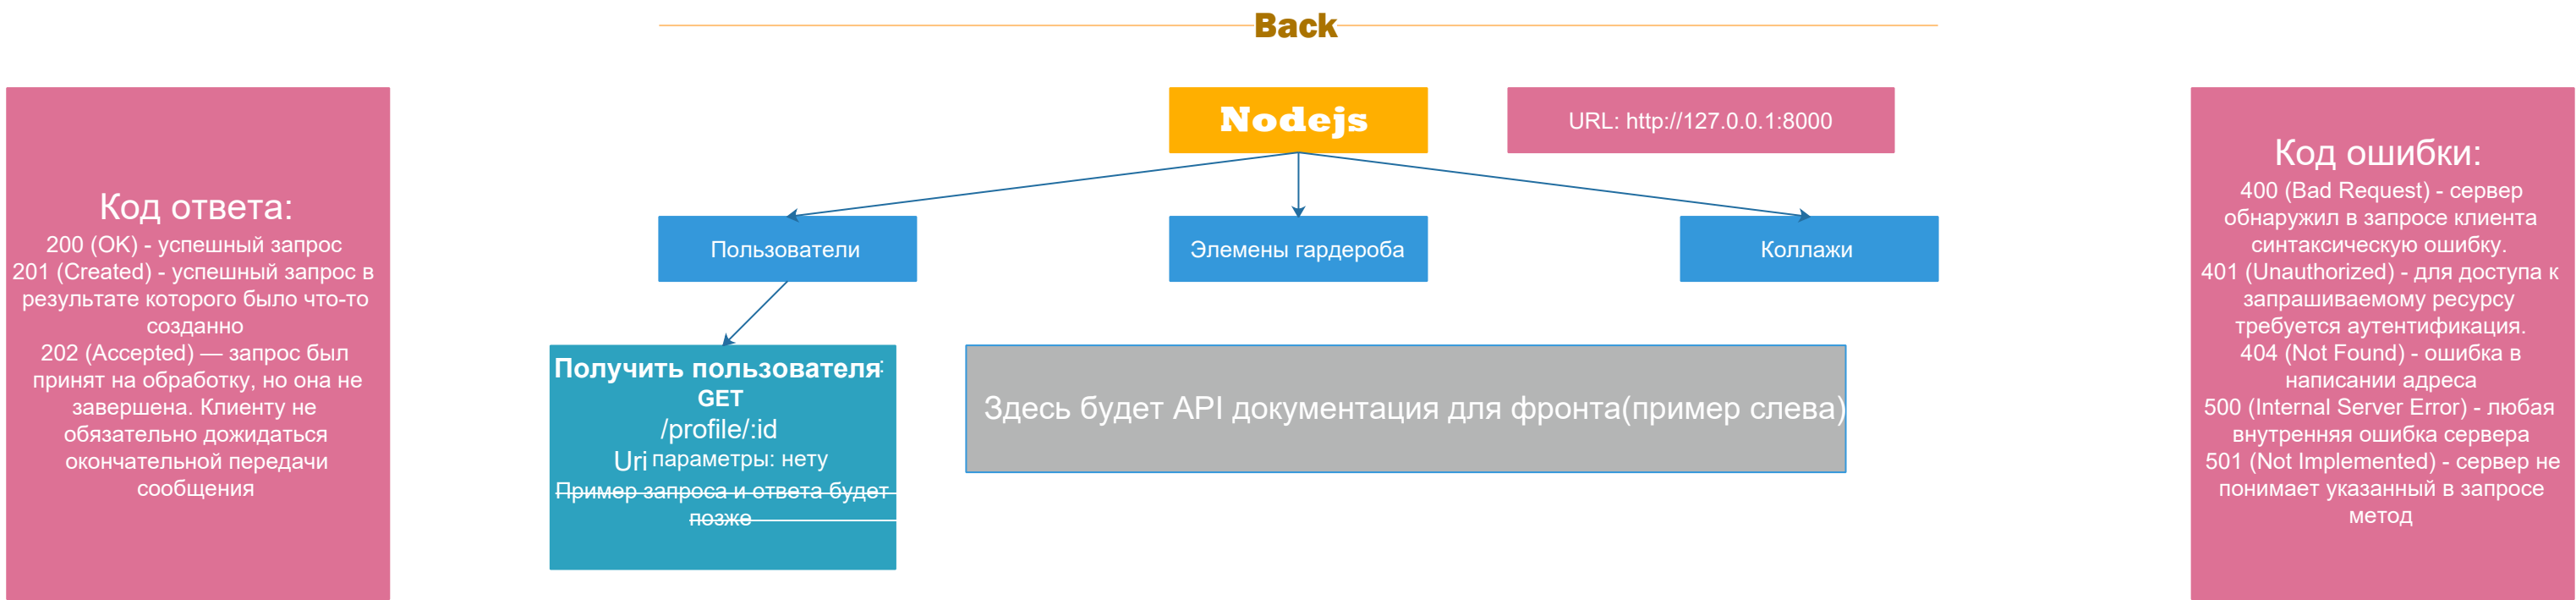 Back
Nodejs
URL: http://127.0.0.1:8000
Код ответа:
200 (OK) - успешный запрос
201 (Created) - успешный запрос в
результате которого было что-то
созданно
202 (Accepted) — запрос был
принят на обработку, но она не
завершена. Клиенту не
обязательно дожидаться
окончательной передачи
сообщения
Пользователи
Элемены гардероба
Коллажи
Получить пользователя:
GET
/profile/:id
Uri параметры: нету
Пример запроса и ответа будет
позже
Здесь будет API документация для фронта(пример слева)
Код ошибки:
400 (Bad Request) - сервер
обнаружил в запросе клиента
синтаксическую ошибку.
401 (Unauthorized) - для доступа к
запрашиваемому ресурсу
требуется аутентификация.
404 (Not Found) - ошибка в
написании адреса
500 (Internal Server Error) - любая
внутренняя ошибка сервера
501 (Not Implemented) - сервер не
понимает указанный в запросе
метод